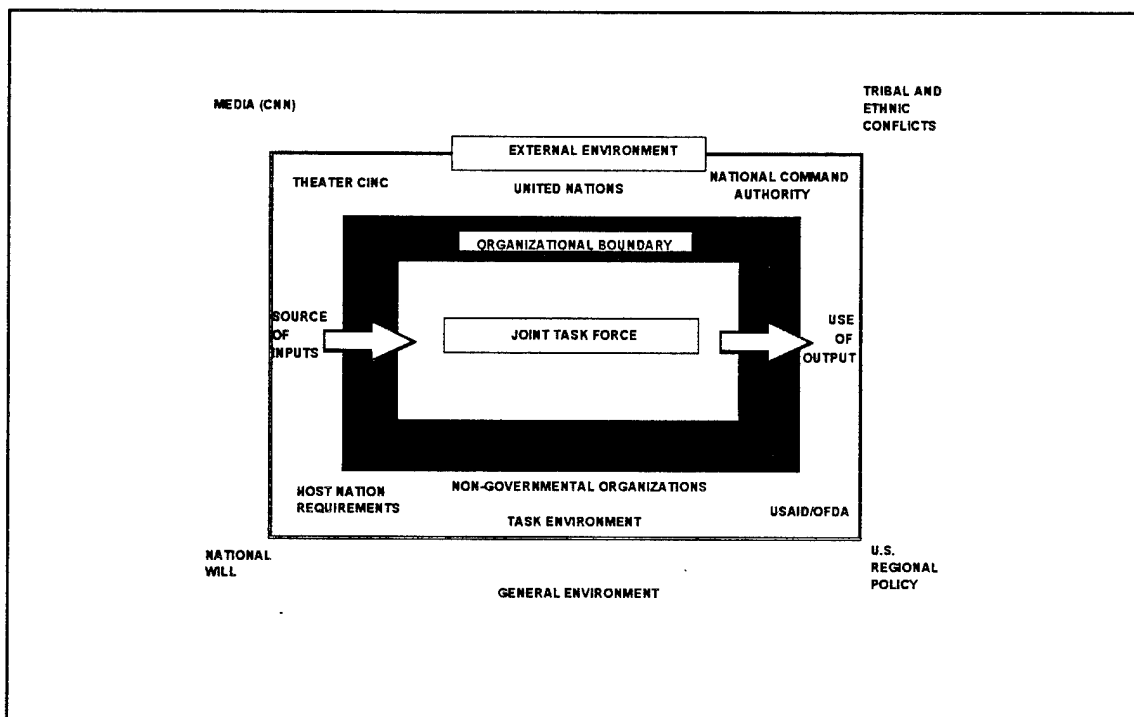 MEDIA (CNN)
TRIBAL AND
ETHNIC
CONFLICTS
EXTERNAL ENVIRONMENT
THEATER CINC
UNITED NATIONS
NATIONAL COMMAND
AUTHORITY
ORGANIZATIONAL BOUNDARY
SOURCE
OF
INPUTS
JOINT TASK FORCE
USE
OF
OUTPUT
HOST NATION
REQUIREMENTS
NON-GOVERNMENTAL ORGANIZATIONS
USAID/OFDA
TASK ENVIRONMENT
NATIONAL
WILL
U.S.
REGIONAL
POLICY
GENERAL ENVIRONMENT